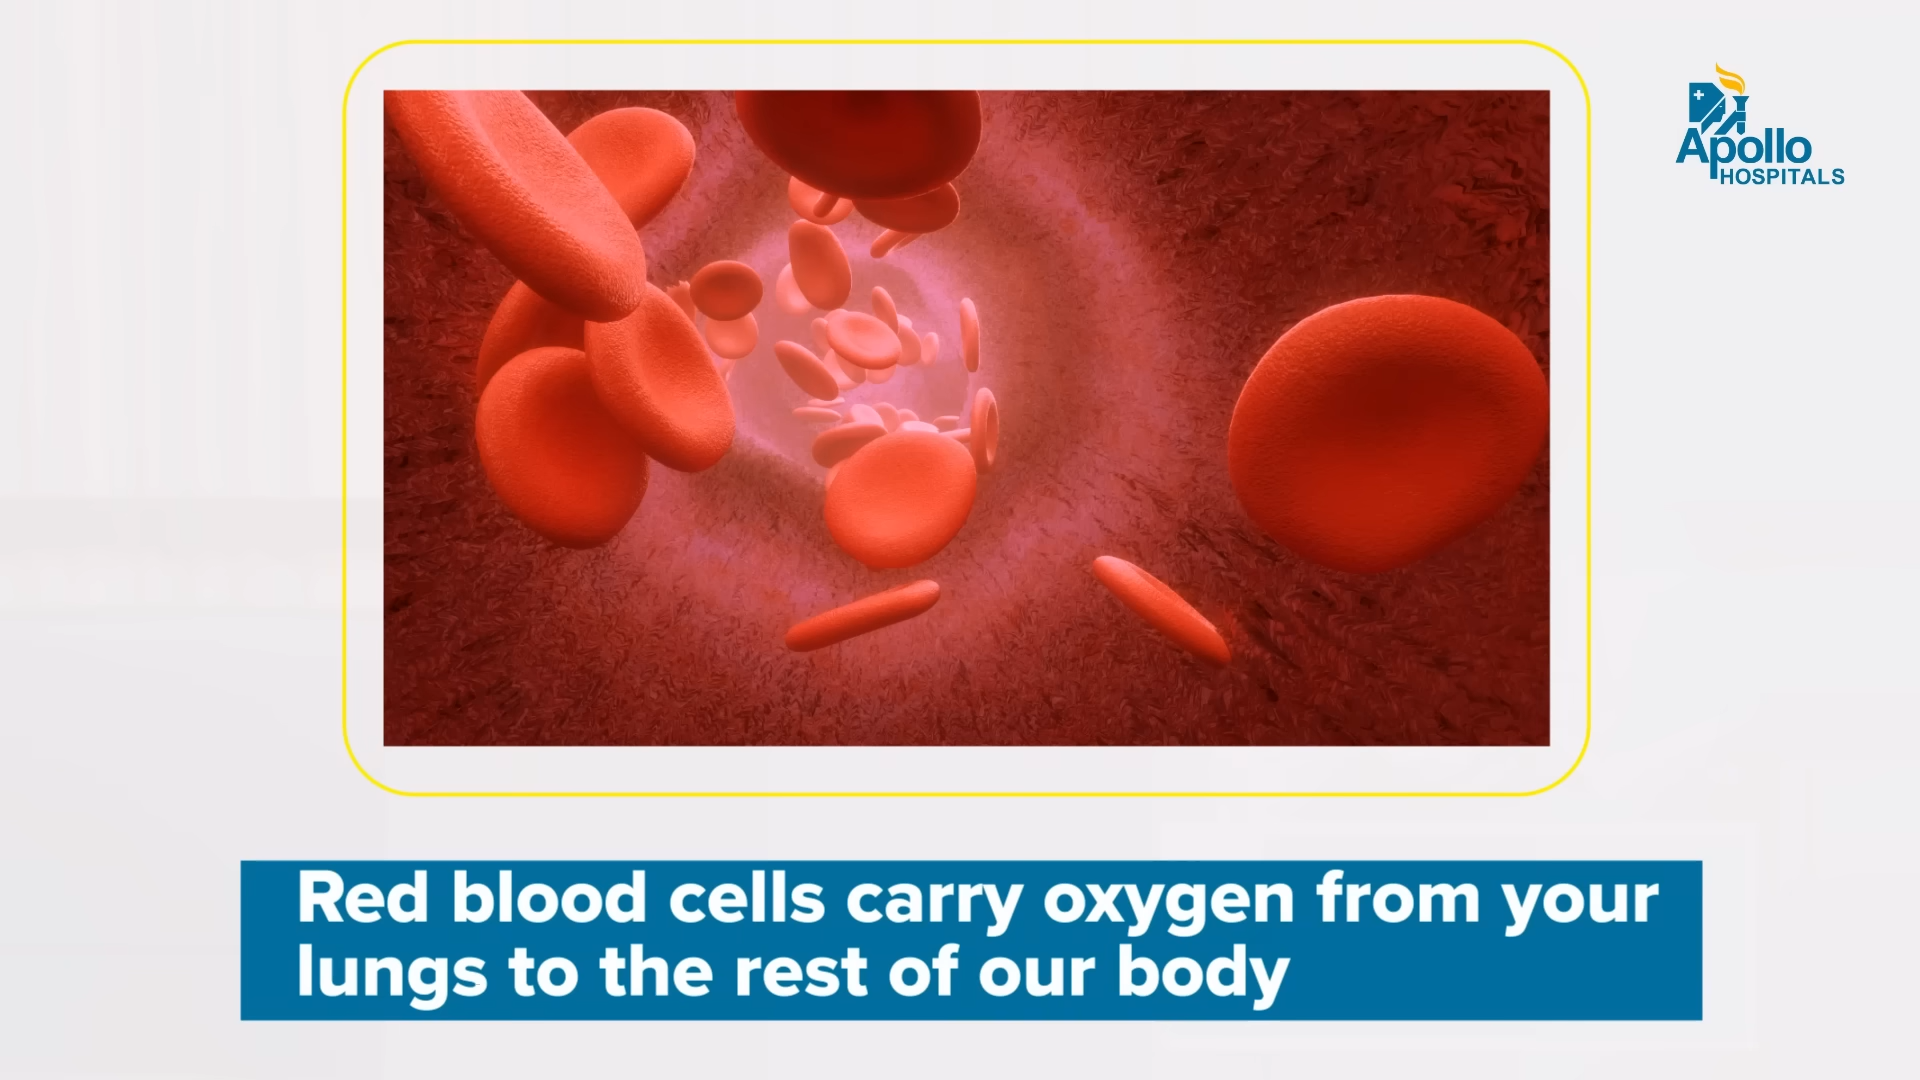 Apollo
HOSPITALS
Red blood cells carry oxygen from your
lungs to the rest of our body